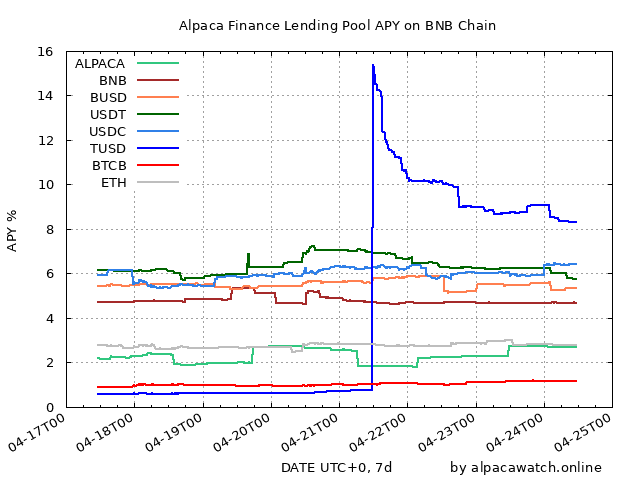 Alpaca Finance Lending Pool APY on BNB Chain
16
14
12
10
8
6
4
2
0
APY %
ALPACA
BNB
BUSD
USDT
USDC
TUSD
BTCB
ETH
04-17T00
04-18T00
04-19T00
04-20T00
04-21T00
04-22T00
04-23T00
04-24T00
04-25T00
DATE UTC+0, 7d
by alpacawatch.online